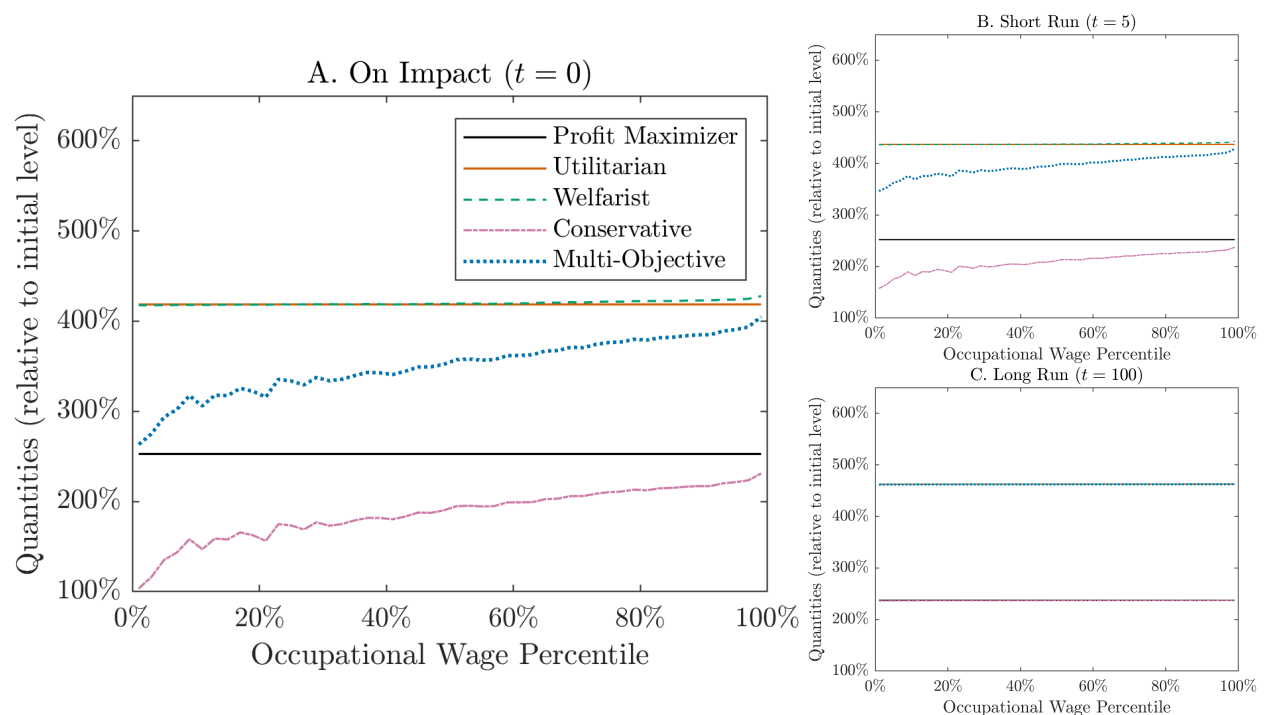 A. On Impact (t = 0)
Quantities (relative to initial level)
600%
500%
400%
300%
200%
100%
0%
20%
40%
60%
80%
100%
Occupational Wage Percentile
Profit Maximizer
Utilitarian
Welfarist
Conservative
Multi-Objective
B. Short Run (t = 5)
Quantities (relative to initial level)
600%
500%
400%
300%
200%
100%
0%
20%
40%
60%
80%
100%
Occupational Wage Percentile
C. Long Run (t = 100)
Quantities (relative to initial level)
600%
500%
400%
300%
200%
100%
0%
20%
40%
60%
80%
100%
Occupational Wage Percentile